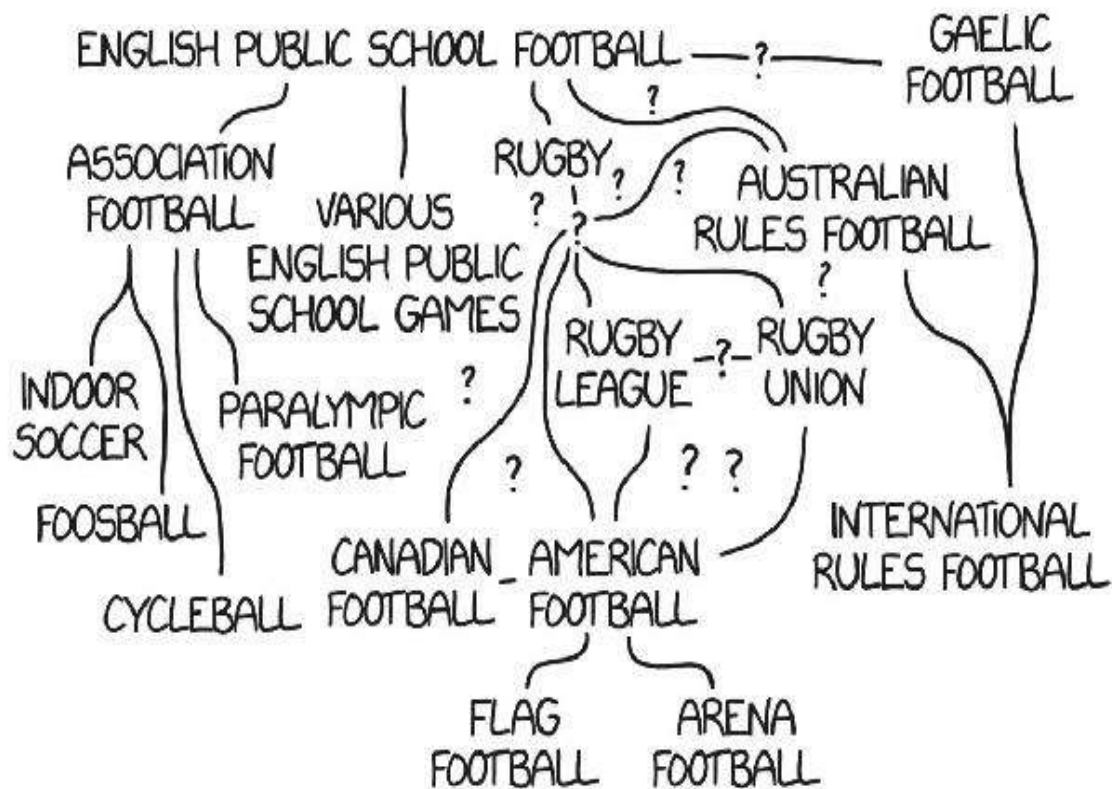 ENGLISH PUBLIC SCHOOL FOOTBALL
?
GAELIC
FOOTBALL
?
ASSOCIATION
FOOTBALL
VARIOUS
ENGLISH PUBLIC
SCHOOL GAMES
RUGBY
?
?
?
?
AUSTRALIAN
RULES FOOTBALL
?
RUGBY
LEAGUE
?
RUGBY
UNION
INDOOR
SOCCER
PARALYMPIC
FOOTBALL
?
?
?
?
FOOSBALL
CYCLEBALL
CANADIAN
FOOTBALL
AMERICAN
FOOTBALL
INTERNATIONAL
RULES FOOTBALL
FLAG
FOOTBALL
ARENA
FOOTBALL